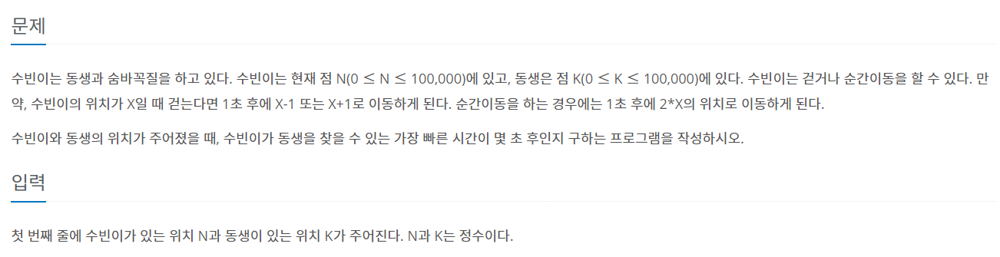 문제
수빈이는 동생과 숨바꼭질을 하고 있다. 수빈이는 현재 점 N(0 ≤ N ≤ 100,000)에 있고, 동생은 점 K(0 ≤ K ≤ 100,000)에 있다. 수빈이는 걷거나 순간이동을 할 수 있다. 만
약, 수빈이의 위치가 X일 때 걷는다면 1초 후에 X-1 또는 X+1로 이동하게 된다. 순간이동을 하는 경우에는 1초 후에 2*X의 위치로 이동하게 된다.
수빈이와 동생의 위치가 주어졌을 때, 수빈이가 동생을 찾을 수 있는 가장 빠른 시간이 몇 초 후인지 구하는 프로그램을 작성하시오.
입력
첫 번째 줄에 수빈이가 있는 위치 N과 동생이 있는 위치 K가 주어진다. N과 K는 정수이다.